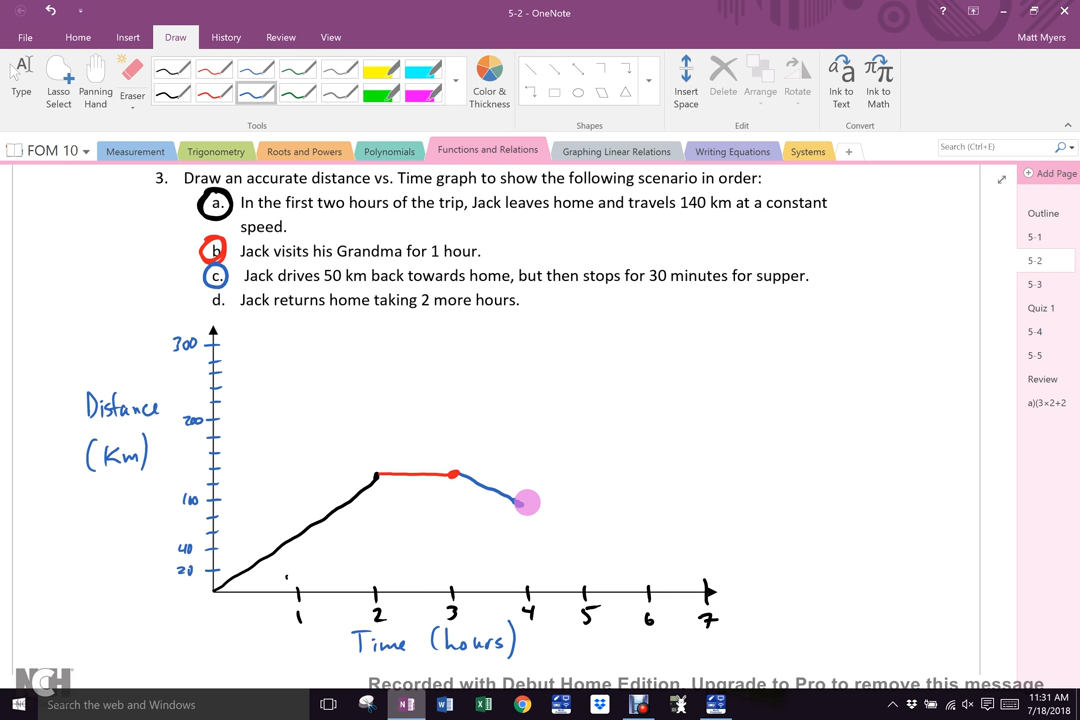 5-2 - OneNote
?
File Home Insert Draw History Review View
Matt Myers
Type Lasso Select Panning Hand Eraser
Color & Thickness
Insert Space Delete Arrange Rotate
Ink to Text Ink to Math
Tools Shapes Edit Convert
FOM 10 Measurement Trigonometry Roots and Powers Polynomials Functions and Relations Graphing Linear Relations Writing Equations Systems +
Search (Ctrl+E)
Add Page
Outline
5-1
5-2
5-3
Quiz 1
5-4
5-5
Review
a)(3×2+2
3. Draw an accurate distance vs. Time graph to show the following scenario in order:
a. In the first two hours of the trip, Jack leaves home and travels 140 km at a constant
speed.
b. Jack visits his Grandma for 1 hour.
c. Jack drives 50 km back towards home, but then stops for 30 minutes for supper.
d. Jack returns home taking 2 more hours.
300
Distance
200
(Km)
100
40
20
1 2 3 4 5 6 7
Time (hours)
NCH
Recorded with Debut Home Edition. Upgrade to Pro to remove this message
Search the web and Windows
11:31 AM
7/18/2018